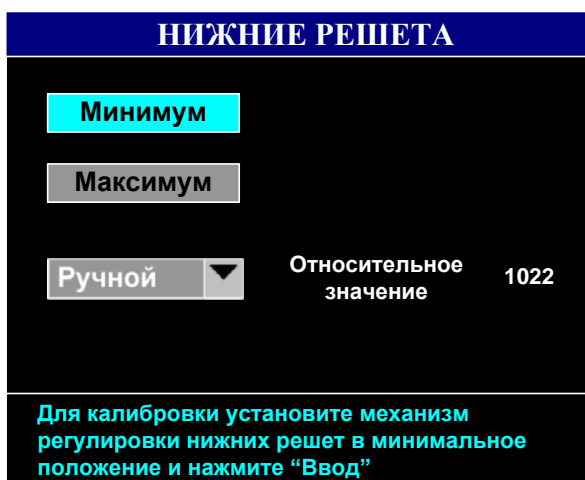 НИЖНИЕ РЕШЕТА
Минимум
Максимум
Ручной
Относительное
значение
1022
Для калибровки установите механизм
регулировки нижних решет в минимальное
положение и нажмите “Ввод”